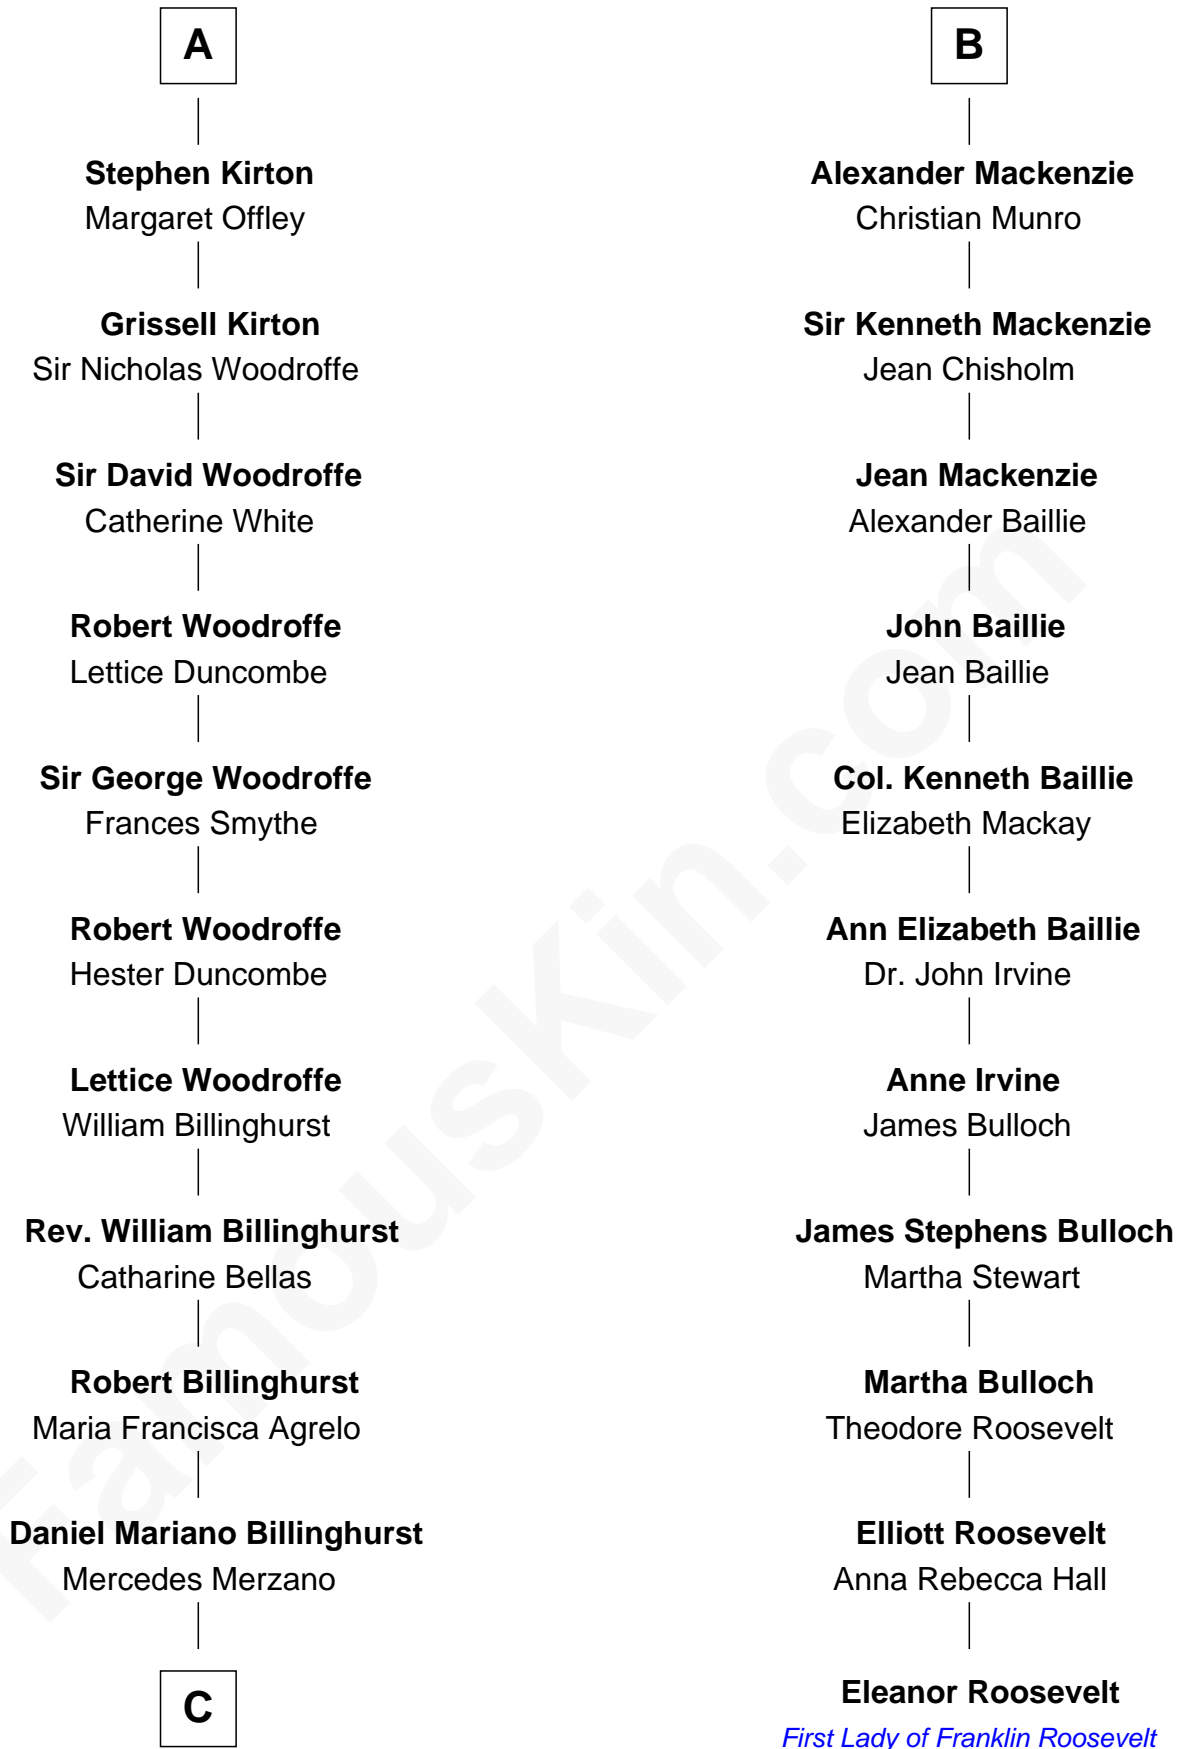 A
Stephen Kirton
Margaret Offley
Grissell Kirton
Sir Nicholas Woodroffe
Sir David Woodroffe
Catherine White
Robert Woodroffe
Lettice Duncombe
Sir George Woodroffe
Frances Smythe
Robert Woodroffe
Hester Duncombe
Lettice Woodroffe
William Billinghurst
Rev. William Billinghurst
Catharine Bellas
Robert Billinghurst
Maria Francisca Agrelo
Daniel Mariano Billinghurst
Mercedes Merzano
C
B
Alexander Mackenzie
Christian Munro
Sir Kenneth Mackenzie
Jean Chisholm
Jean Mackenzie
Alexander Baillie
John Baillie
Jean Baillie
Col. Kenneth Baillie
Elizabeth Mackay
Ann Elizabeth Baillie
Dr. John Irvine
Anne Irvine
James Bulloch
James Stephens Bulloch
Martha Stewart
Martha Bulloch
Theodore Roosevelt
Elliott Roosevelt
Anna Rebecca Hall
Eleanor Roosevelt
First Lady of Franklin Roosevelt
FamousKin.com